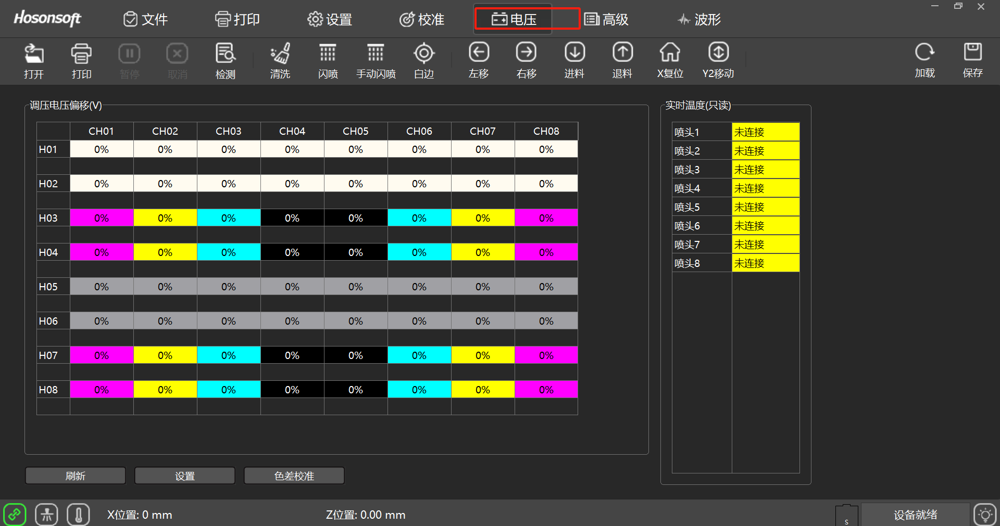 Hosonsoft 文件 打印 设置 校准 电压 高级 波形
打开 打印 暂停 取消 检测 清洗 闪喷 手动闪喷 白边 左移 右移 进料 退料 X复位 Y2移动 加载 保存
调压电压偏移(V)
CH01 CH02 CH03 CH04 CH05 CH06 CH07 CH08
H01 0% 0% 0% 0% 0% 0% 0% 0%
H02 0% 0% 0% 0% 0% 0% 0% 0%
H03 0% 0% 0% 0% 0% 0% 0% 0%
H04 0% 0% 0% 0% 0% 0% 0% 0%
H05 0% 0% 0% 0% 0% 0% 0% 0%
H06 0% 0% 0% 0% 0% 0% 0% 0%
H07 0% 0% 0% 0% 0% 0% 0% 0%
H08 0% 0% 0% 0% 0% 0% 0% 0%
实时温度(只读)
喷头1 未连接
喷头2 未连接
喷头3 未连接
喷头4 未连接
喷头5 未连接
喷头6 未连接
喷头7 未连接
喷头8 未连接
刷新 设置 色差校准
X位置: 0 mm Z位置: 0.00 mm S 设备就绪